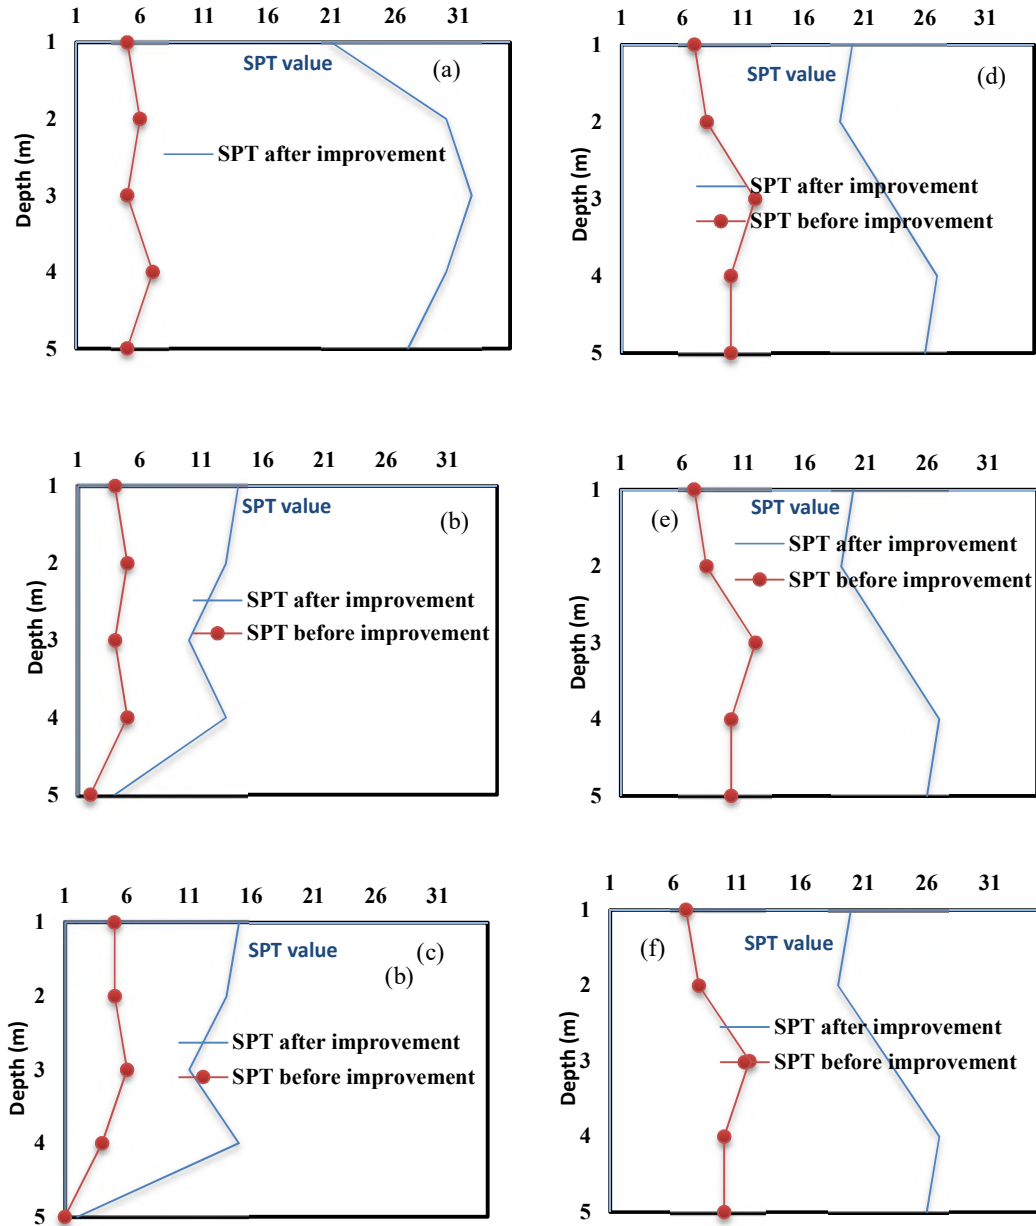 1 6 11 16 21 26 31
1
SPT value
(a)
2
SPT after improvement
3
4
5
Depth (m)
1 6 11 16 21 26 31
1
SPT value
(d)
2
SPT after improvement
3
SPT before improvement
4
5
Depth (m)
1 6 11 16 21 26 31
1
SPT value
(b)
2
SPT after improvement
3
SPT before improvement
4
5
Depth (m)
1 6 11 16 21 26 31
1
SPT value
(e)
SPT after improvement
2
SPT before improvement
3
4
5
Depth (m)
1 6 11 16 21 26 31
1
SPT value
(c)
(b)
2
SPT after improvement
3
SPT before improvement
4
5
Depth (m)
1 6 11 16 21 26 31
1
SPT value
(f)
2
SPT after improvement
3
SPT before improvement
4
5
Depth (m)